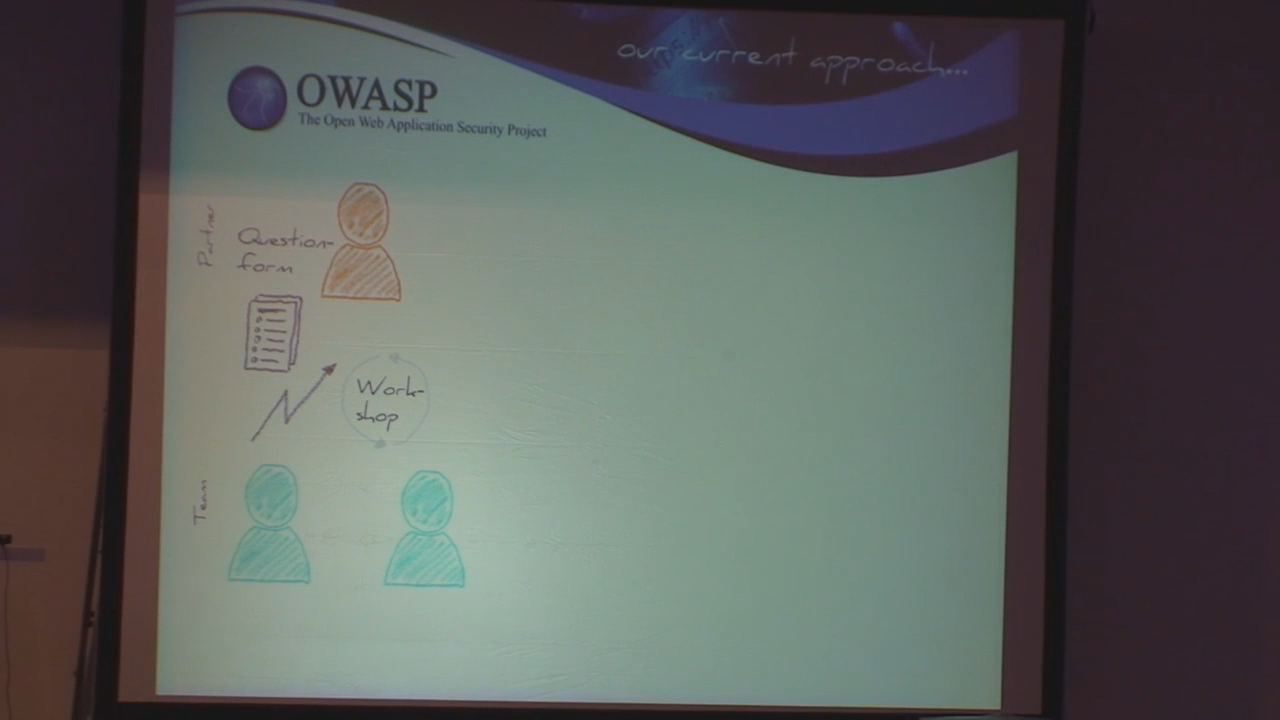 our current approach...
OWASP
The Open Web Application Security Project
Partner
Question-
form
Work-
shop
Team